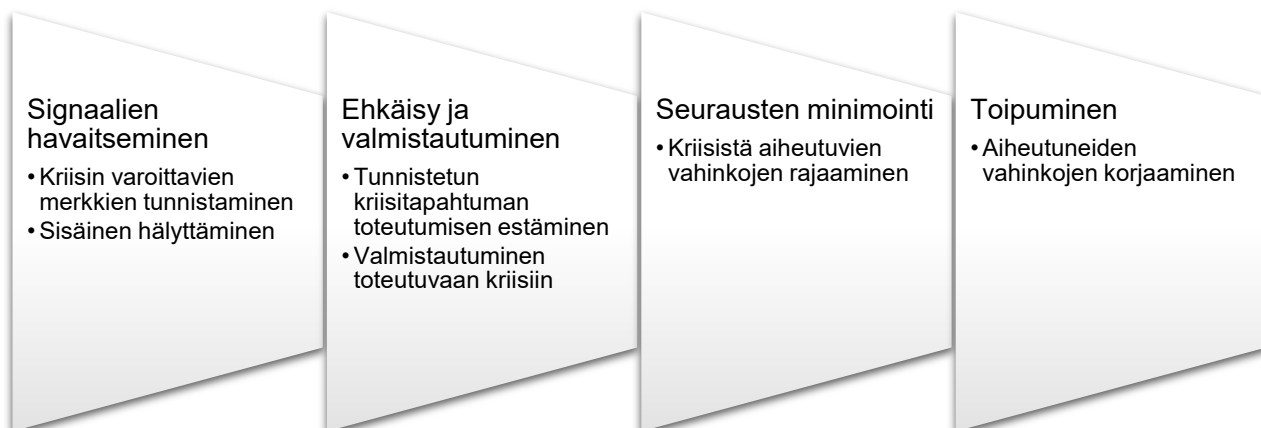 Signaalien
havaitseminen
• Kriisin varoittavien
merkkien tunnistaminen
• Sisäinen hälyttäminen
Ehkäisy ja
valmistautuminen
• Tunnistetun
kriisitapahtuman
toteutumisen estäminen
• Valmistautuminen
toteutuvaan kriisiin
Seurausten minimointi
• Kriisistä aiheutuvien
vahinkojen rajaaminen
Toipuminen
• Aiheutuneiden
vahinkojen korjaaminen